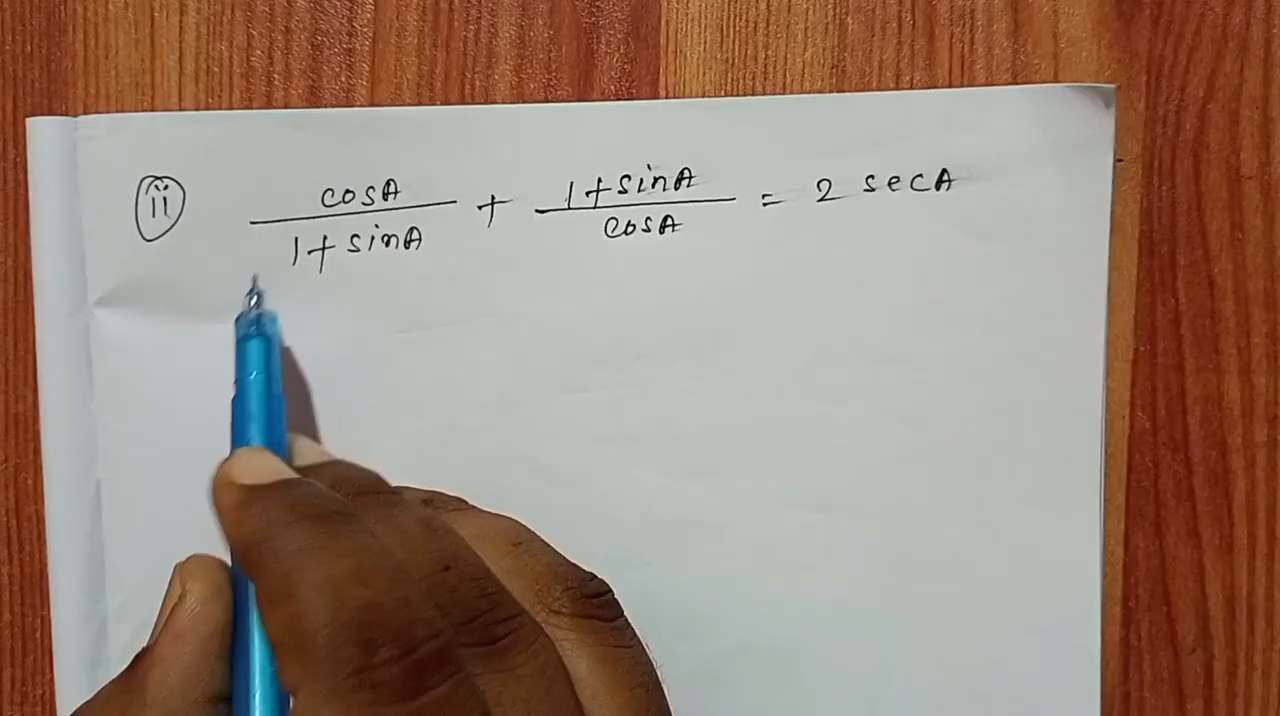 ii cosA / 1+sinA + 1+sinA / cosA = 2 secA